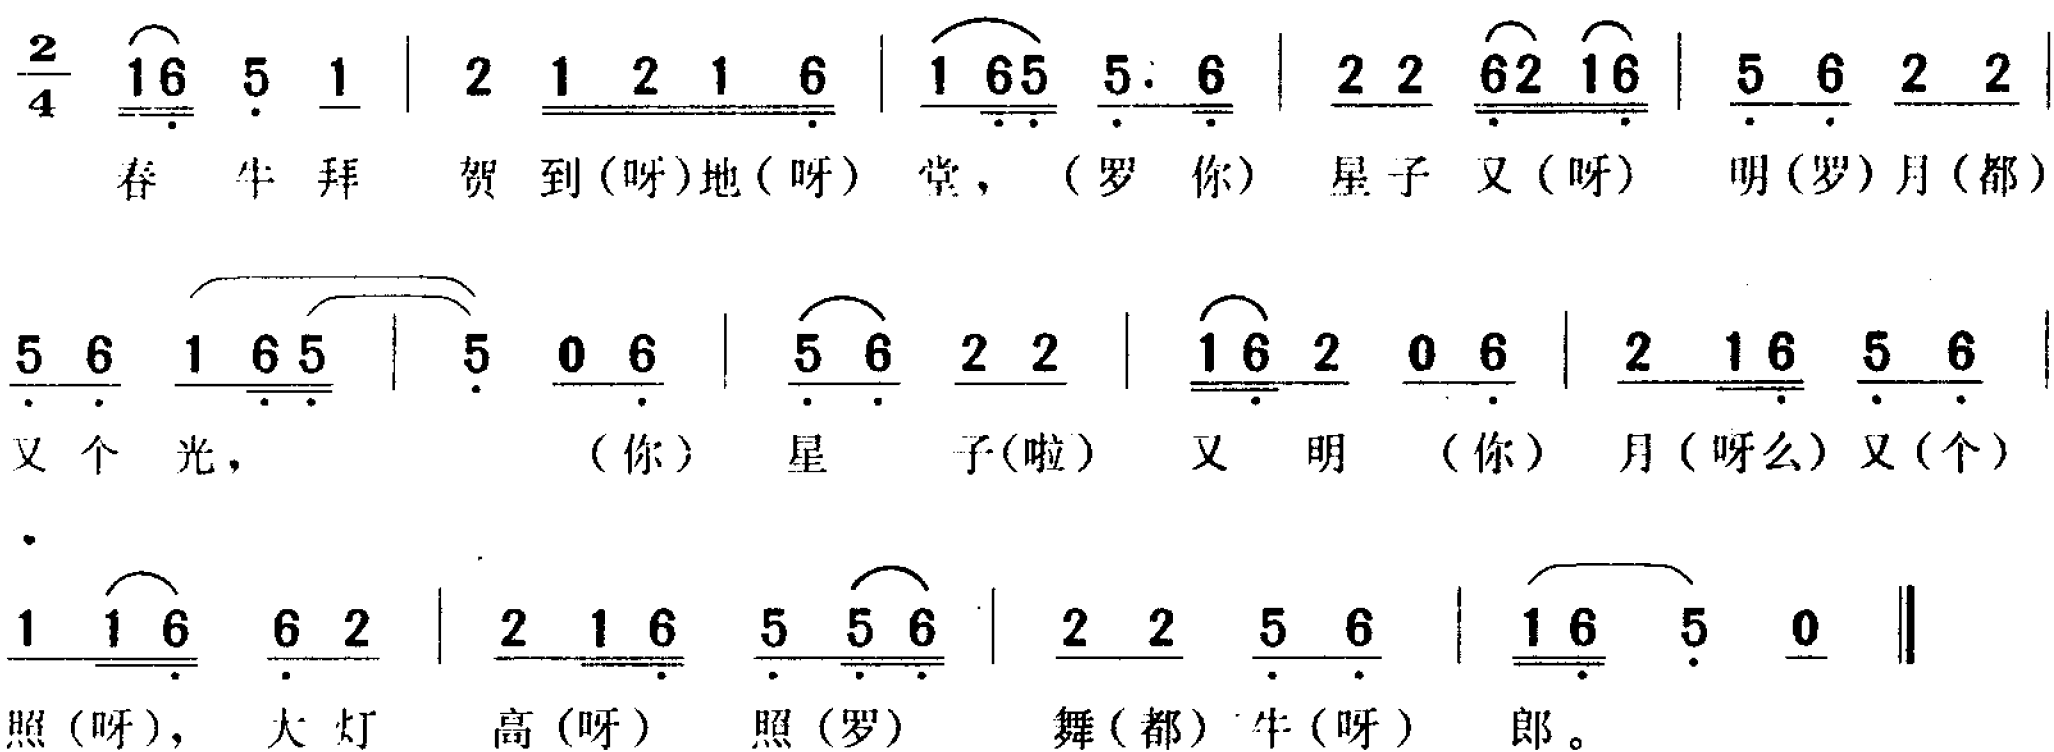 2/4 16 5 1 | 2 1 2 1 6 | 1 65 5. 6 | 2 2 62 16 | 5 6 2 2 |
春 牛 拜 贺 到(呀)地(呀) 堂,(罗 你) 星子 又(呀) 明(罗)月(都)
5 6 1 65 | 5 0 6 | 5 6 2 2 | 16 2 0 6 | 2 16 5 6 |
又 个 光, (你) 星 子(啦) 又 明 (你) 月(呀么)又(个)
1 16 6 2 | 2 16 5 56 | 2 2 5 6 | 16 5 0 ‖
照(呀), 大 灯 高(呀) 照(罗) 舞(都) 牛(呀) 郎。